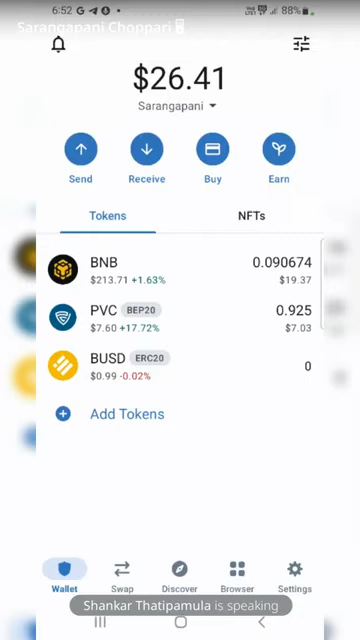 6:52 88%
Sarangapani Choppari
$26.41
Sarangapani
Send Receive Buy Earn
Tokens NFTs
BNB 0.090674
$213.71 +1.63% $19.37
PVC BEP20 0.925
$7.60 +17.72% $7.03
BUSD ERC20 0
$0.99 -0.02%
Add Tokens
Wallet Swap Discover Browser Settings
Shankar Thatipamula is speaking